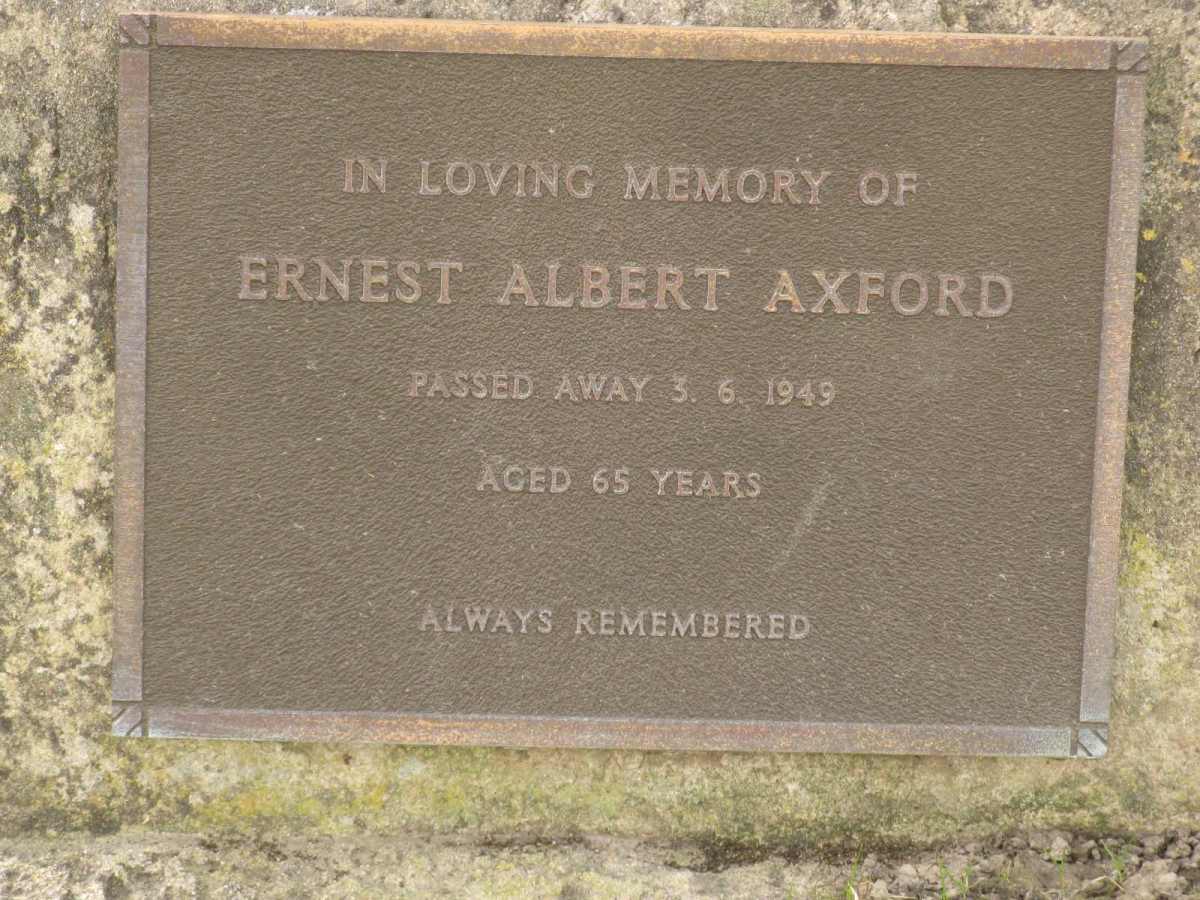 IN LOVING MEMORY OF
ERNEST ALBERT AXFORD
PASSED AWAY 3. 6. 1949
AGED 65 YEARS
ALWAYS REMEMBERED